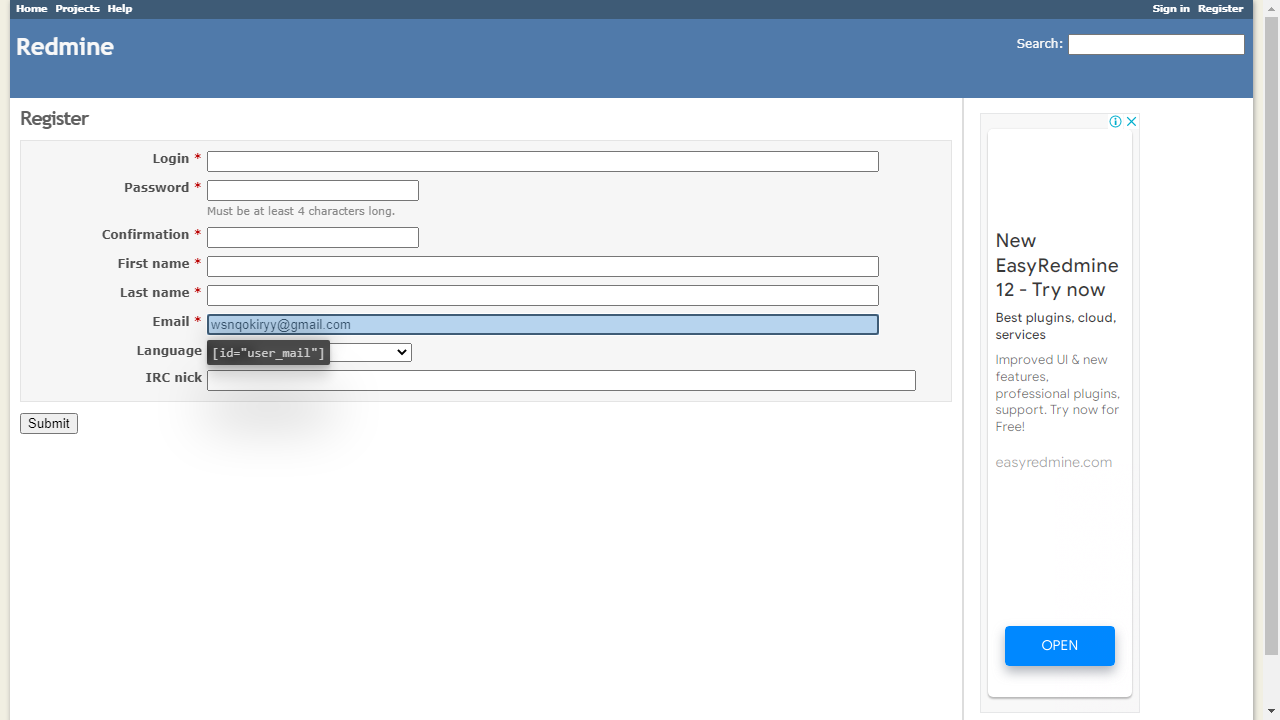 Home Projects Help
Sign in Register
Redmine
Search:
Register
Login *
Password *
Must be at least 4 characters long.
Confirmation *
First name *
Last name *
Email * wsnqokiryy@gmail.com
Language [id="user_mail"]
IRC nick
Submit
New
EasyRedmine
12 - Try now
Best plugins, cloud,
services
Improved UI & new
features,
professional plugins,
support. Try now for
Free!
easyredmine.com
OPEN